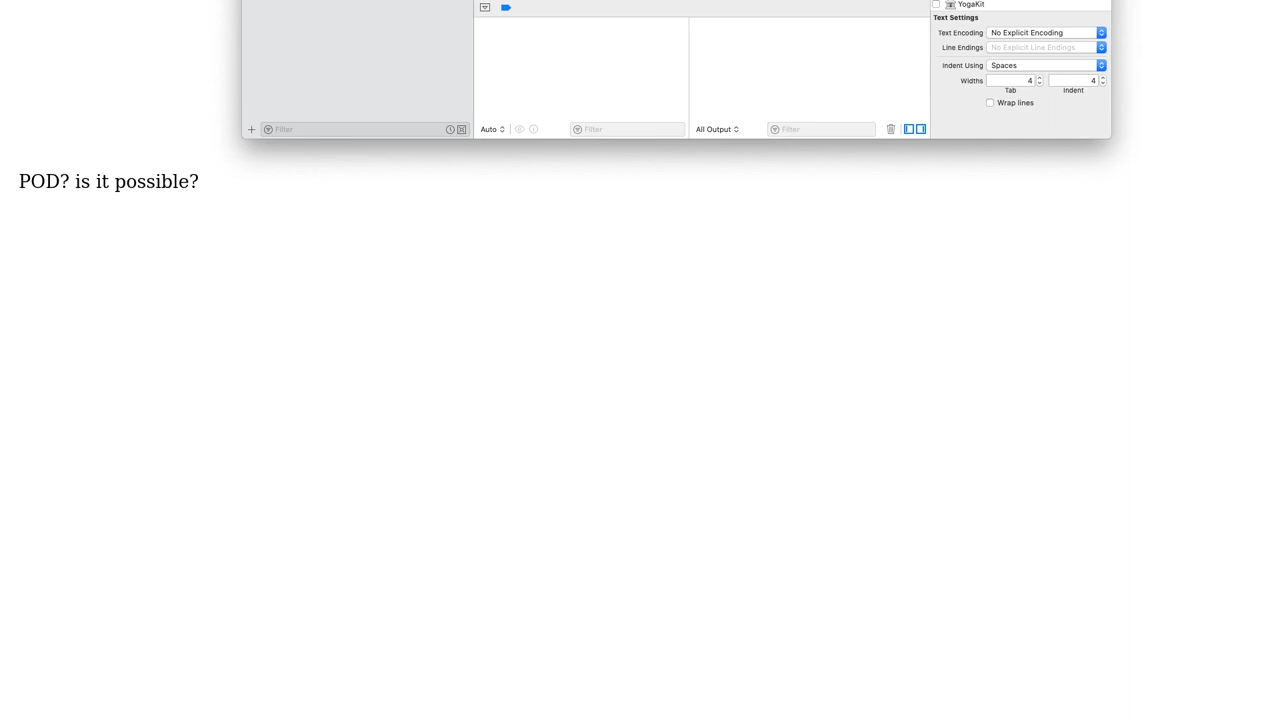 YogaKit
Text Settings
Text Encoding No Explicit Encoding
Line Endings No Explicit Line Endings
Indent Using Spaces
Widths 4 4
Tab Indent
Wrap lines
Filter Auto Filter All Output Filter
POD? is it possible?